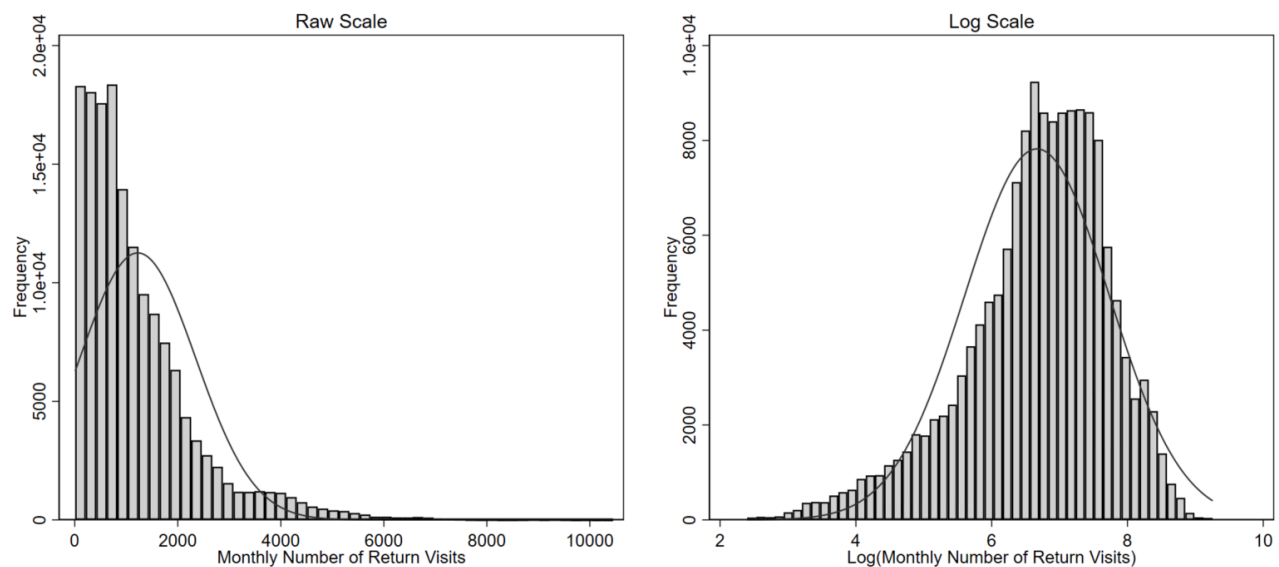 Raw Scale
Frequency
2.0e+04
1.5e+04
1.0e+04
5000
0
0 2000 4000 6000 8000 10000
Monthly Number of Return Visits
Log Scale
Frequency
1.0e+04
8000
6000
4000
2000
0
2 4 6 8 10
Log(Monthly Number of Return Visits)